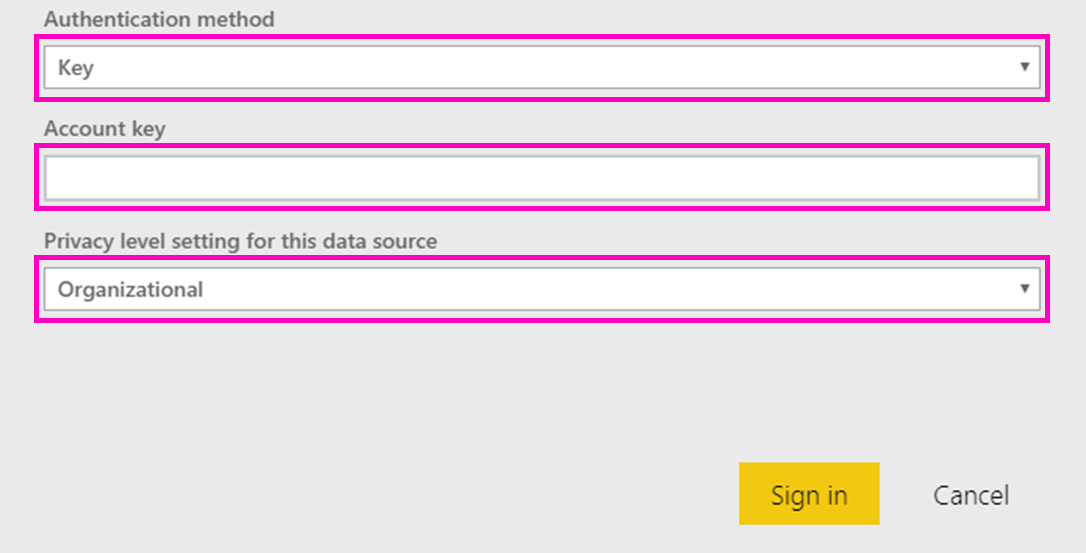 Authentication method
Key
Account key
Privacy level setting for this data source
Organizational
Sign in
Cancel